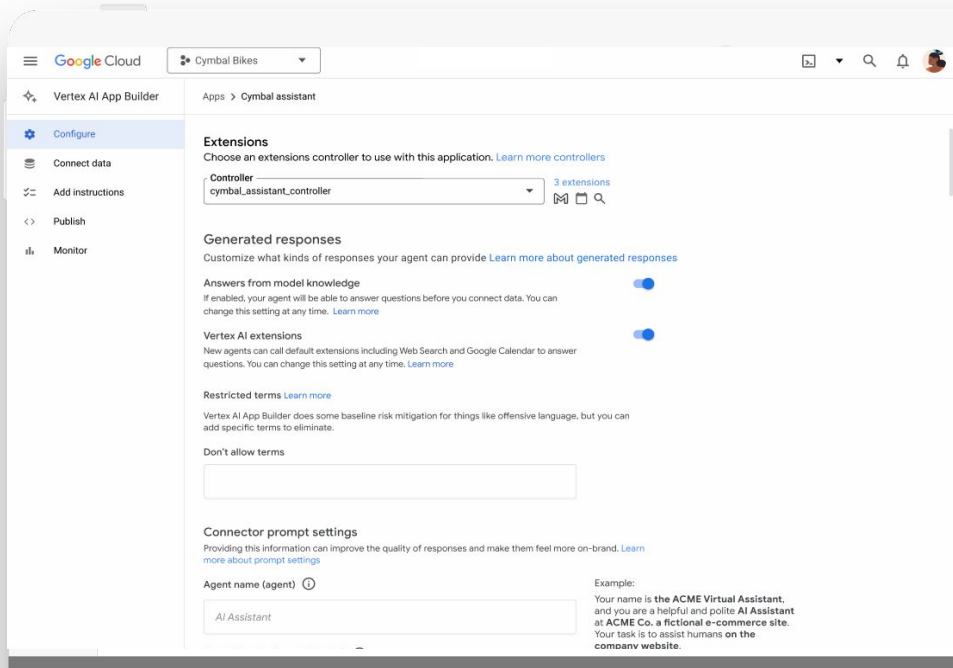 Google Cloud
Cymbal Bikes
Vertex AI App Builder
Apps > Cymbal assistant
Configure
Connect data
Add instructions
Publish
Monitor
Extensions
Choose an extensions controller to use with this application. Learn more controllers
Controller
cymbal_assistant_controller
3 extensions
Generated responses
Customize what kinds of responses your agent can provide Learn more about generated responses
Answers from model knowledge
If enabled, your agent will be able to answer questions before you connect data. You can
change this setting at any time. Learn more
Vertex AI extensions
New agents can call default extensions including Web Search and Google Calendar to answer
questions. You can change this setting at any time. Learn more
Restricted terms Learn more
Vertex AI App Builder does some baseline risk mitigation for things like offensive language, but you can
add specific terms to eliminate.
Don't allow terms
Connector prompt settings
Providing this information can improve the quality of responses and make them feel more on-brand. Learn
more about prompt settings
Agent name (agent)
AI Assistant
Example:
Your name is the ACME Virtual Assistant,
and you are a helpful and polite AI Assistant
at ACME Co. a fictional e-commerce site.
Your task is to assist humans on the
company website.